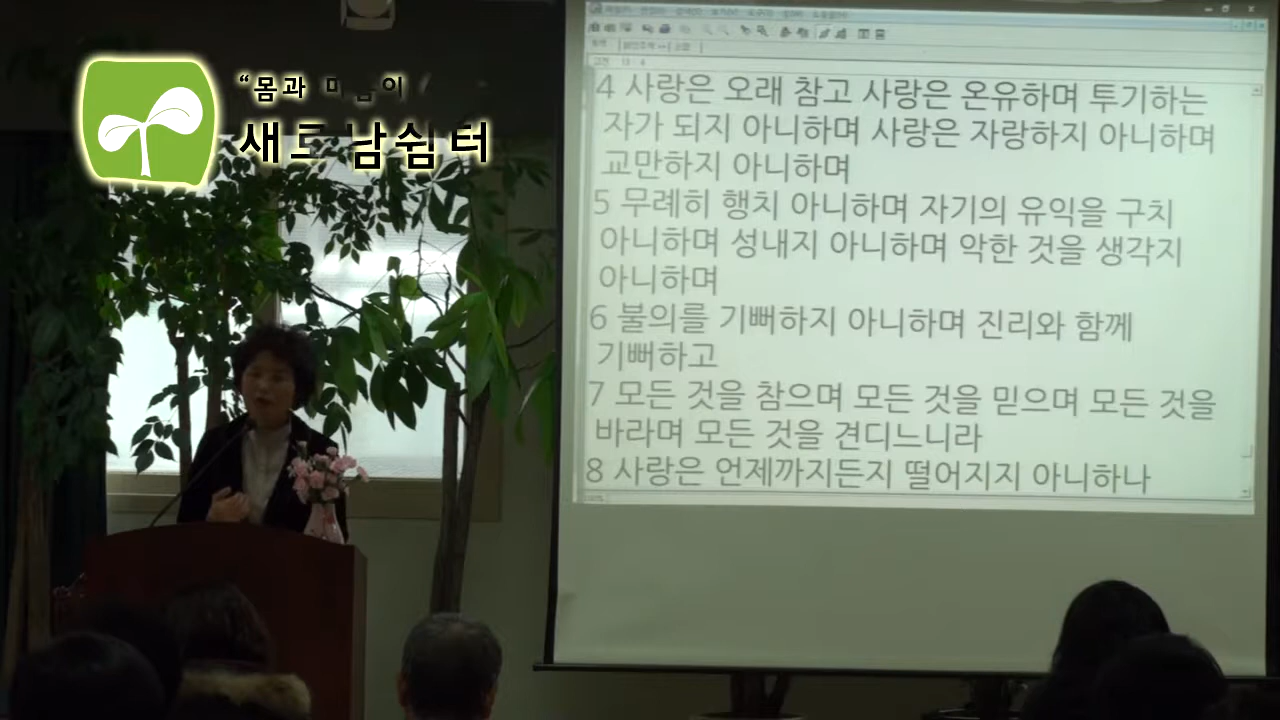 “몸과
새로남쉼터
4 사랑은 오래 참고 사랑은 온유하며 투기하는
자가 되지 아니하며 사랑은 자랑하지 아니하며
교만하지 아니하며
5 무례히 행치 아니하며 자기의 유익을 구치
아니하며 성내지 아니하며 악한 것을 생각지
아니하며
6 불의를 기뻐하지 아니하며 진리와 함께
기뻐하고
7 모든 것을 참으며 모든 것을 믿으며 모든 것을
바라며 모든 것을 견디느니라
8 사랑은 언제까지든지 떨어지지 아니하나